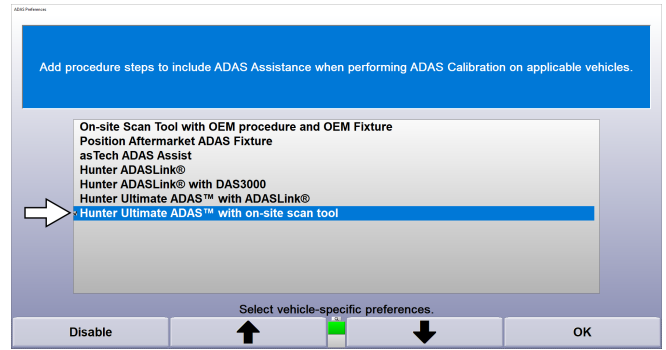 ADAS Preferences
Add procedure steps to include ADAS Assistance when performing ADAS Calibration on applicable vehicles.
On-site Scan Tool with OEM procedure and OEM Fixture
Position Aftermarket ADAS Fixture
asTech ADAS Assist
Hunter ADASLink®
Hunter ADASLink® with DAS3000
Hunter Ultimate ADAS™ with ADASLink®
Hunter Ultimate ADAS™ with on-site scan tool
Select vehicle-specific preferences.
Disable
OK